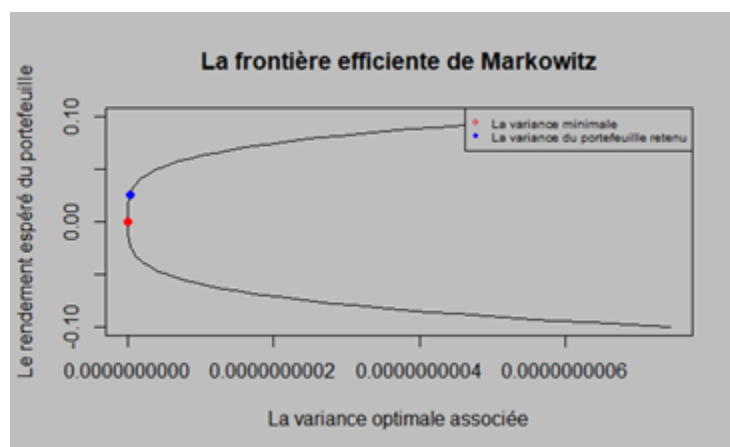 La frontière efficiente de Markowitz
Le rendement espéré du portefeuille
0.10
0.00
-0.10
La variance minimale
La variance du portefeuille retenu
0.0000000000 0.0000000002 0.0000000004 0.0000000006
La variance optimale associée